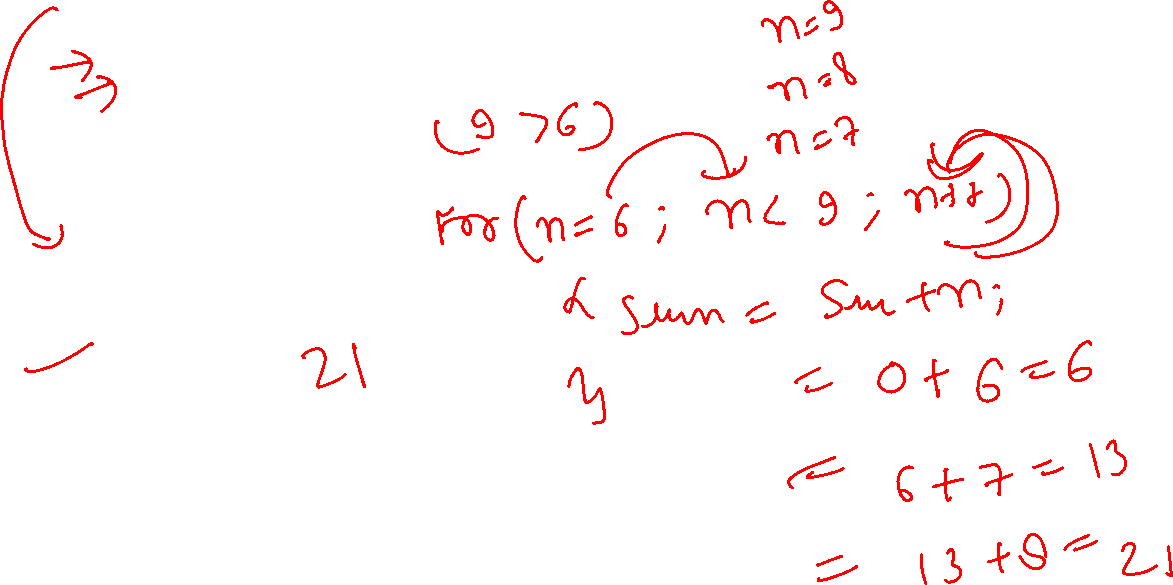 n=9
n=8
(9 >6)
n=7
For(n=6; n< 9; n++)
{ sum = Sum +n;
21
}
= 0+ 6 =6
= 6+7= 13
= 13 +8= 21